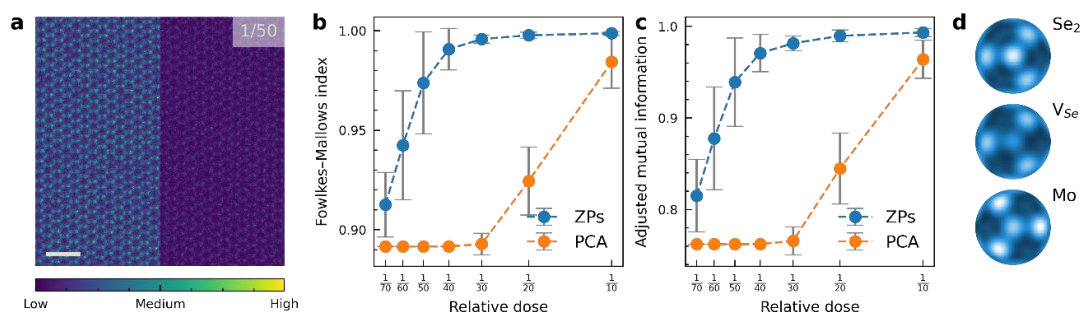 a
1/50
Low
Medium
High
b
Fowlkes–Mallows index
1.00
0.95
0.90
ZPs
PCA
1/70 1/60 1/50 1/40 1/30 1/20 1/10
Relative dose
c
Adjusted mutual information
1.0
0.9
0.8
ZPs
PCA
1/70 1/60 1/50 1/40 1/30 1/20 1/10
Relative dose
d
Se₂
V_Se
Mo